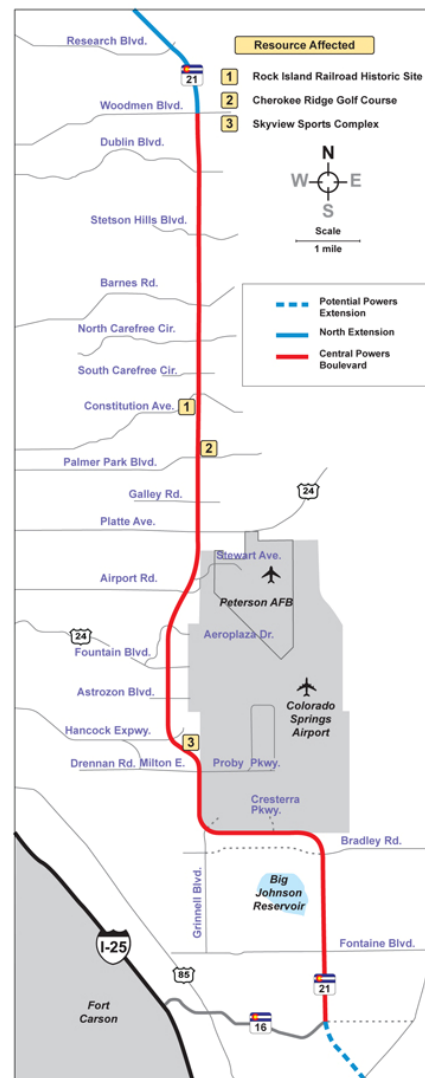 Research Blvd.
Resource Affected
21
1 Rock Island Railroad Historic Site
Woodmen Blvd.
2 Cherokee Ridge Golf Course
3 Skyview Sports Complex
Dublin Blvd.
N
W E
S
Stetson Hills Blvd.
Scale
1 mile
Barnes Rd.
Potential Powers
Extension
North Extension
Central Powers
Boulevard
North Carefree Cir.
South Carefree Cir.
Constitution Ave.
1
2
Palmer Park Blvd.
24
Galley Rd.
Platte Ave.
Stewart Ave.
Airport Rd.
Peterson AFB
24
Aeroplaza Dr.
Fountain Blvd.
Astrozon Blvd.
Colorado
Springs
Airport
Hancock Expwy.
3
Drennan Rd. Milton E. Proby Pkwy.
Cresterra
Pkwy.
Bradley Rd.
Grinnell Blvd.
Big
Johnson
Reservoir
I-25
Fontaine Blvd.
85
21
Fort
Carson
16